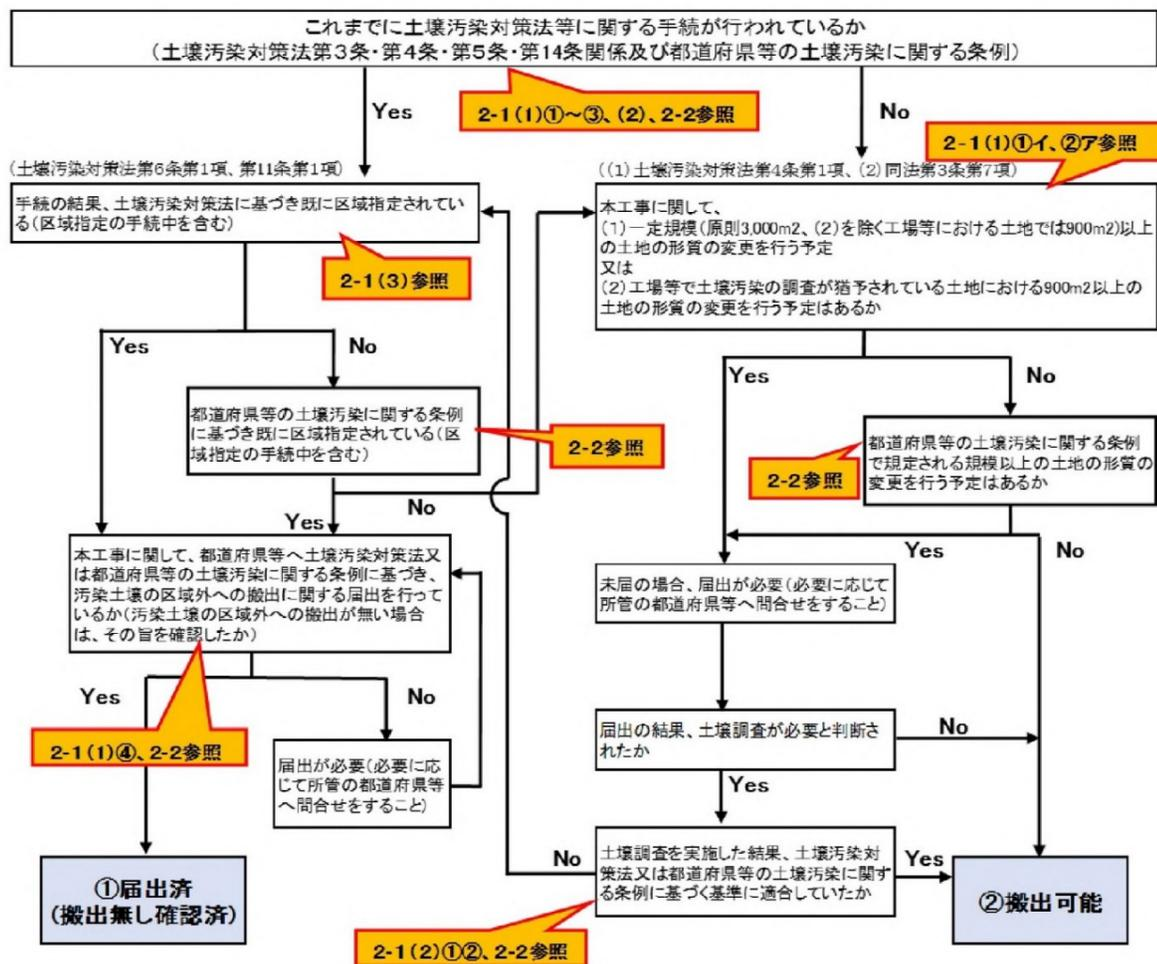 これまでに土壌汚染対策法等に関する手続が行われているか
(土壌汚染対策法第3条・第4条・第5条・第14条関係及び都道府県等の土壌汚染に関する条例)
Yes
2-1(1)①～③、(2)、2-2参照
No
2-1(1)①イ、②ア参照
(土壌汚染対策法第6条第1項、第11条第1項)
手続の結果、土壌汚染対策法に基づき既に区域指定されてい
る(区域指定の手続中を含む)
2-1(3)参照
((1)土壌汚染対策法第4条第1項、(2)同法第3条第7項)
本工事に関して、
(1)一定規模(原則3,000m2、(2)を除く工場等における土地では900m2)以上
の土地の形質の変更を行う予定
又は
(2)工場等で土壌汚染の調査が猶予されている土地における900m2以上の
土地の形質の変更を行う予定はあるか
Yes
No
都道府県等の土壌汚染に関する条例
に基づき既に区域指定されている(区
域指定の手続中を含む)
2-2参照
Yes
No
Yes
No
都道府県等の土壌汚染に関する条例
で規定される規模以上の土地の形質の
変更を行う予定はあるか
2-2参照
Yes
No
本工事に関して、都道府県等へ土壌汚染対策法又
は都道府県等の土壌汚染に関する条例に基づき、
汚染土壌の区域外への搬出に関する届出を行って
いるか(汚染土壌の区域外への搬出が無い場合
は、その旨を確認したか)
Yes
No
2-1(1)④、2-2参照
届出が必要(必要に応
じて所管の都道府県等
へ問合せをすること)
未届の場合、届出が必要(必要に応じて
所管の都道府県等へ問合せをすること)
届出の結果、土壌調査が必要と判断さ
れたか
No
Yes
土壌調査を実施した結果、土壌汚染対
策法又は都道府県等の土壌汚染に関す
る条例に基づく基準に適合していたか
No
Yes
2-1(2)①②、2-2参照
①届出済
(搬出無し確認済)
②搬出可能